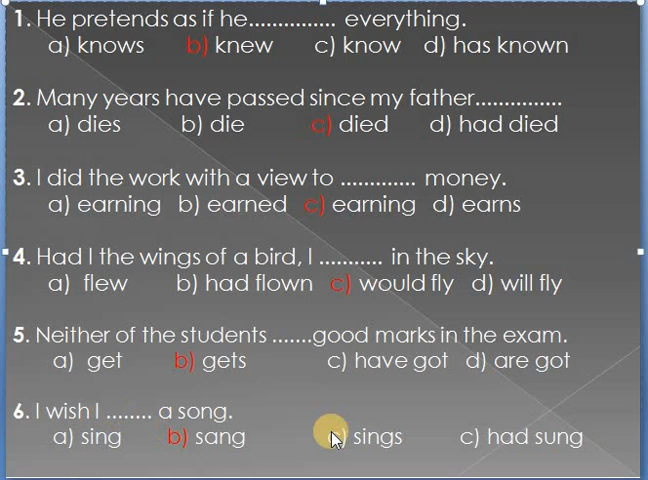 1. He pretends as if he.............. everything.
a) knows b) knew c) know d) has known
2. Many years have passed since my father..............
a) dies b) die c) died d) had died
3. I did the work with a view to ............ money.
a) earning b) earned c) earning d) earns
4. Had I the wings of a bird, I ........... in the sky.
a) flew b) had flown c) would fly d) will fly
5. Neither of the students .......good marks in the exam.
a) get b) gets c) have got d) are got
6. I wish I ........ a song.
a) sing b) sang c) sings c) had sung